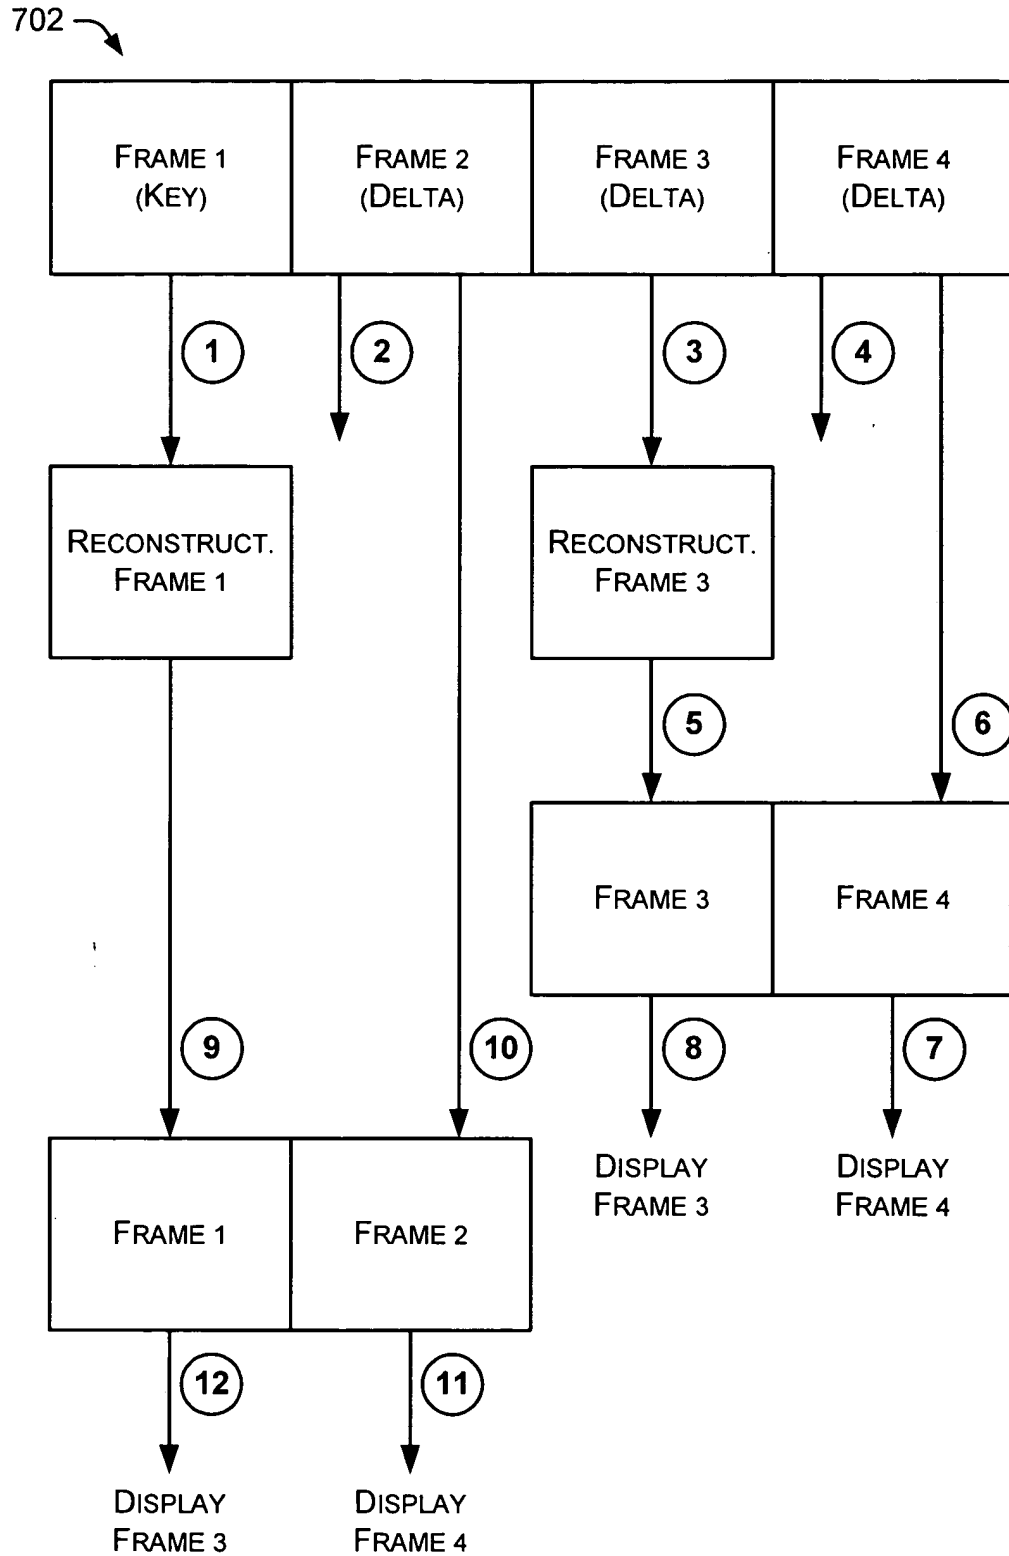 702
FRAME 1
(KEY)
FRAME 2
(DELTA)
FRAME 3
(DELTA)
FRAME 4
(DELTA)
1
2
3
4
RECONSTRUCT.
FRAME 1
RECONSTRUCT.
FRAME 3
5
6
FRAME 3
FRAME 4
9
10
8
7
FRAME 1
FRAME 2
DISPLAY
FRAME 3
DISPLAY
FRAME 4
12
11
DISPLAY
FRAME 3
DISPLAY
FRAME 4